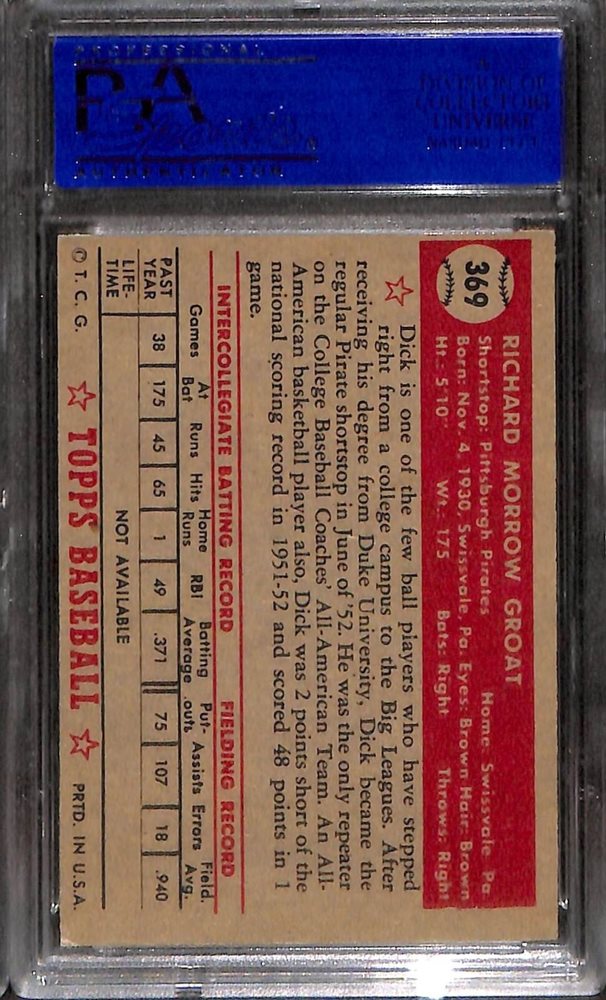 PROFESSIONAL
PSA
AUTHENTICATION
A
DIVISION OF
COLLECTORS
UNIVERSE
NASDAQ: CLCT
369
RICHARD MORROW GROAT
Shortstop: Pittsburgh Pirates Home: Swissvale Pa.
Born: Nov. 4, 1930, Swissvale, Pa. Eyes: Brown Hair: Brown
Ht.: 5'10" Wt.: 175 Bats: Right Throws: Right
Dick is one of the few ball players who have stepped
right from a college campus to the Big Leagues. After
receiving his degree from Duke University, Dick became the
regular Pirate shortstop in June of '52. He was the only repeater
on the College Baseball Coaches' All-American Team. An All-
American basketball player also, Dick was 2 points short of the
national scoring record in 1951-52 and scored 48 points in 1
game.
INTERCOLLEGIATE BATTING RECORD FIELDING RECORD
Games At Bat Runs Hits Home Runs RBI Batting Average Put-outs Assists Errors Field. Avg.
PAST YEAR 38 175 45 65 1 49 .371 75 107 18 .940
LIFE-TIME NOT AVAILABLE
© T. C. G. ☆ TOPPS BASEBALL ☆ PRTD. IN U.S.A.